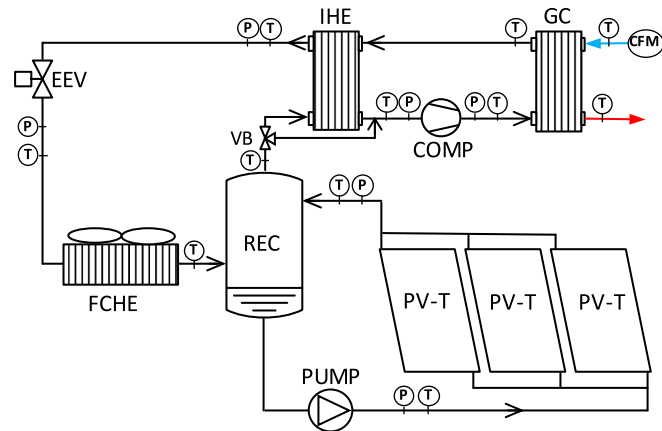 IHE
GC
P T
T
T
CFM
EEV
P
T
T P
P T
T
VB
COMP
T
T P
REC
T
FCHE
PV-T PV-T PV-T
PUMP
P T